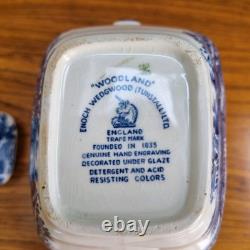 "WOODLAND"
ENOCH WEDGWOOD (TUNSTALL) LTD.
ENGLAND
TRADE MARK
FOUNDED IN 1835
GENUINE HAND ENGRAVING
DECORATED UNDER GLAZE
DETERGENT AND ACID
RESISTING COLORS